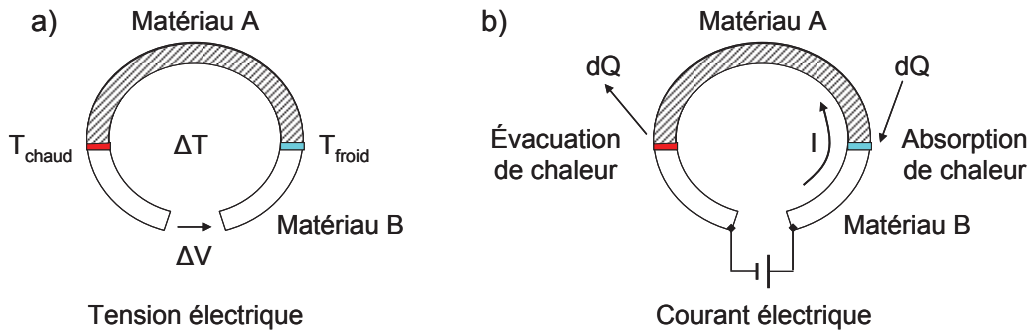 a)
Matériau A
T chaud
ΔT
T froid
Matériau B
ΔV
Tension électrique
b)
Matériau A
dQ
dQ
Évacuation
de chaleur
I
Absorption
de chaleur
Matériau B
Courant électrique